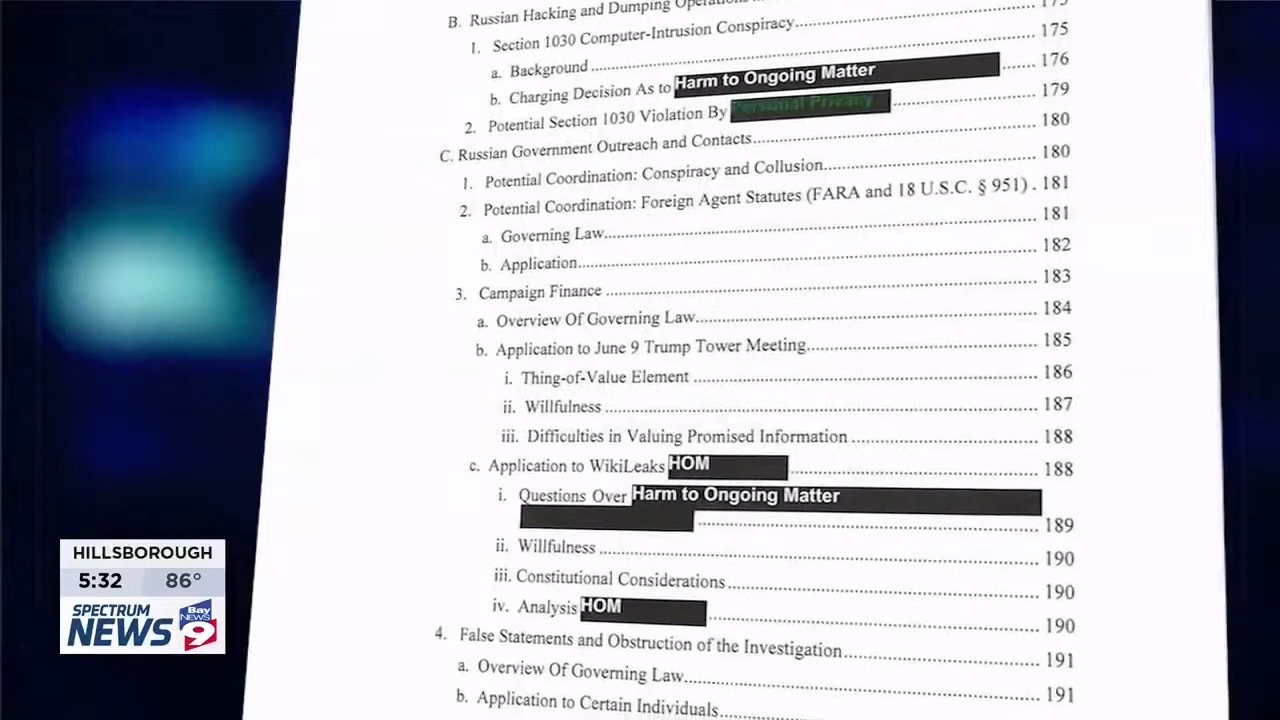 B. Russian Hacking and Dumping Operations
1. Section 1030 Computer-Intrusion Conspiracy 175
a. Background 175
b. Charging Decision As to Harm to Ongoing Matter 176
2. Potential Section 1030 Violation By Personal Privacy 179
C. Russian Government Outreach and Contacts 180
1. Potential Coordination: Conspiracy and Collusion 180
2. Potential Coordination: Foreign Agent Statutes (FARA and 18 U.S.C. § 951) . 181
a. Governing Law 181
b. Application 182
3. Campaign Finance 183
a. Overview Of Governing Law 184
b. Application to June 9 Trump Tower Meeting 185
i. Thing-of-Value Element 186
ii. Willfulness 187
iii. Difficulties in Valuing Promised Information 188
c. Application to WikiLeaks HOM 188
i. Questions Over Harm to Ongoing Matter
189
ii. Willfulness 190
iii. Constitutional Considerations 190
iv. Analysis HOM 190
4. False Statements and Obstruction of the Investigation 191
a. Overview Of Governing Law 191
b. Application to Certain Individuals
HILLSBOROUGH
5:32 86°
SPECTRUM
NEWS
Bay
NEWS
9